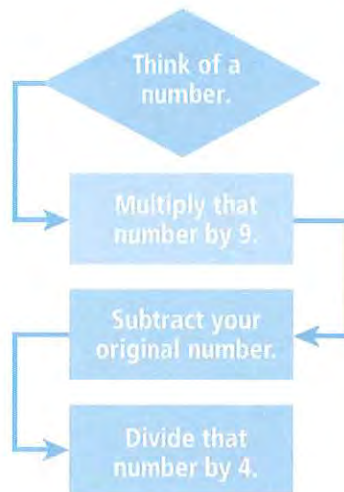 Think of a
number.
Multiply that
number by 9.
Subtract your
original number.
Divide that
number by 4.